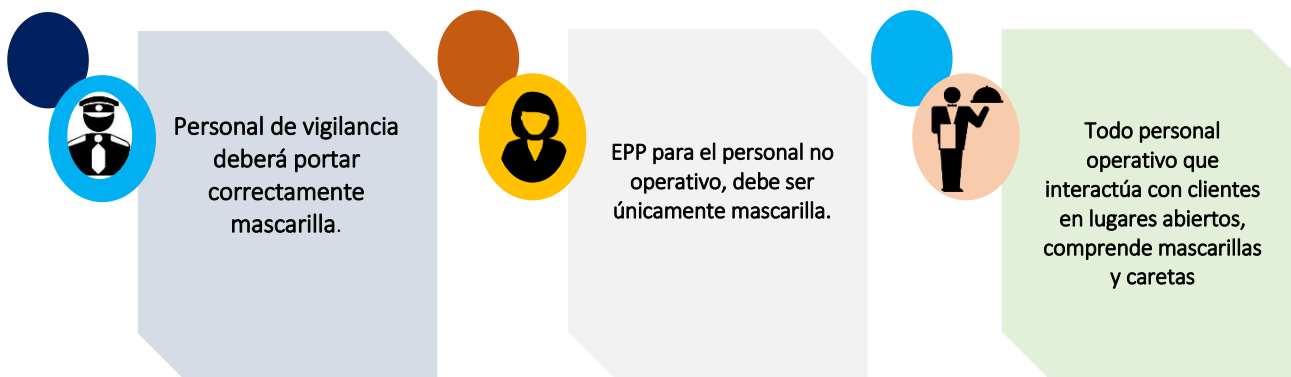 Personal de vigilancia
deberá portar
correctamente
mascarilla.
EPP para el personal no
operativo, debe ser
únicamente mascarilla.
Todo personal
operativo que
interactúa con clientes
en lugares abiertos,
comprende mascarillas
y caretas